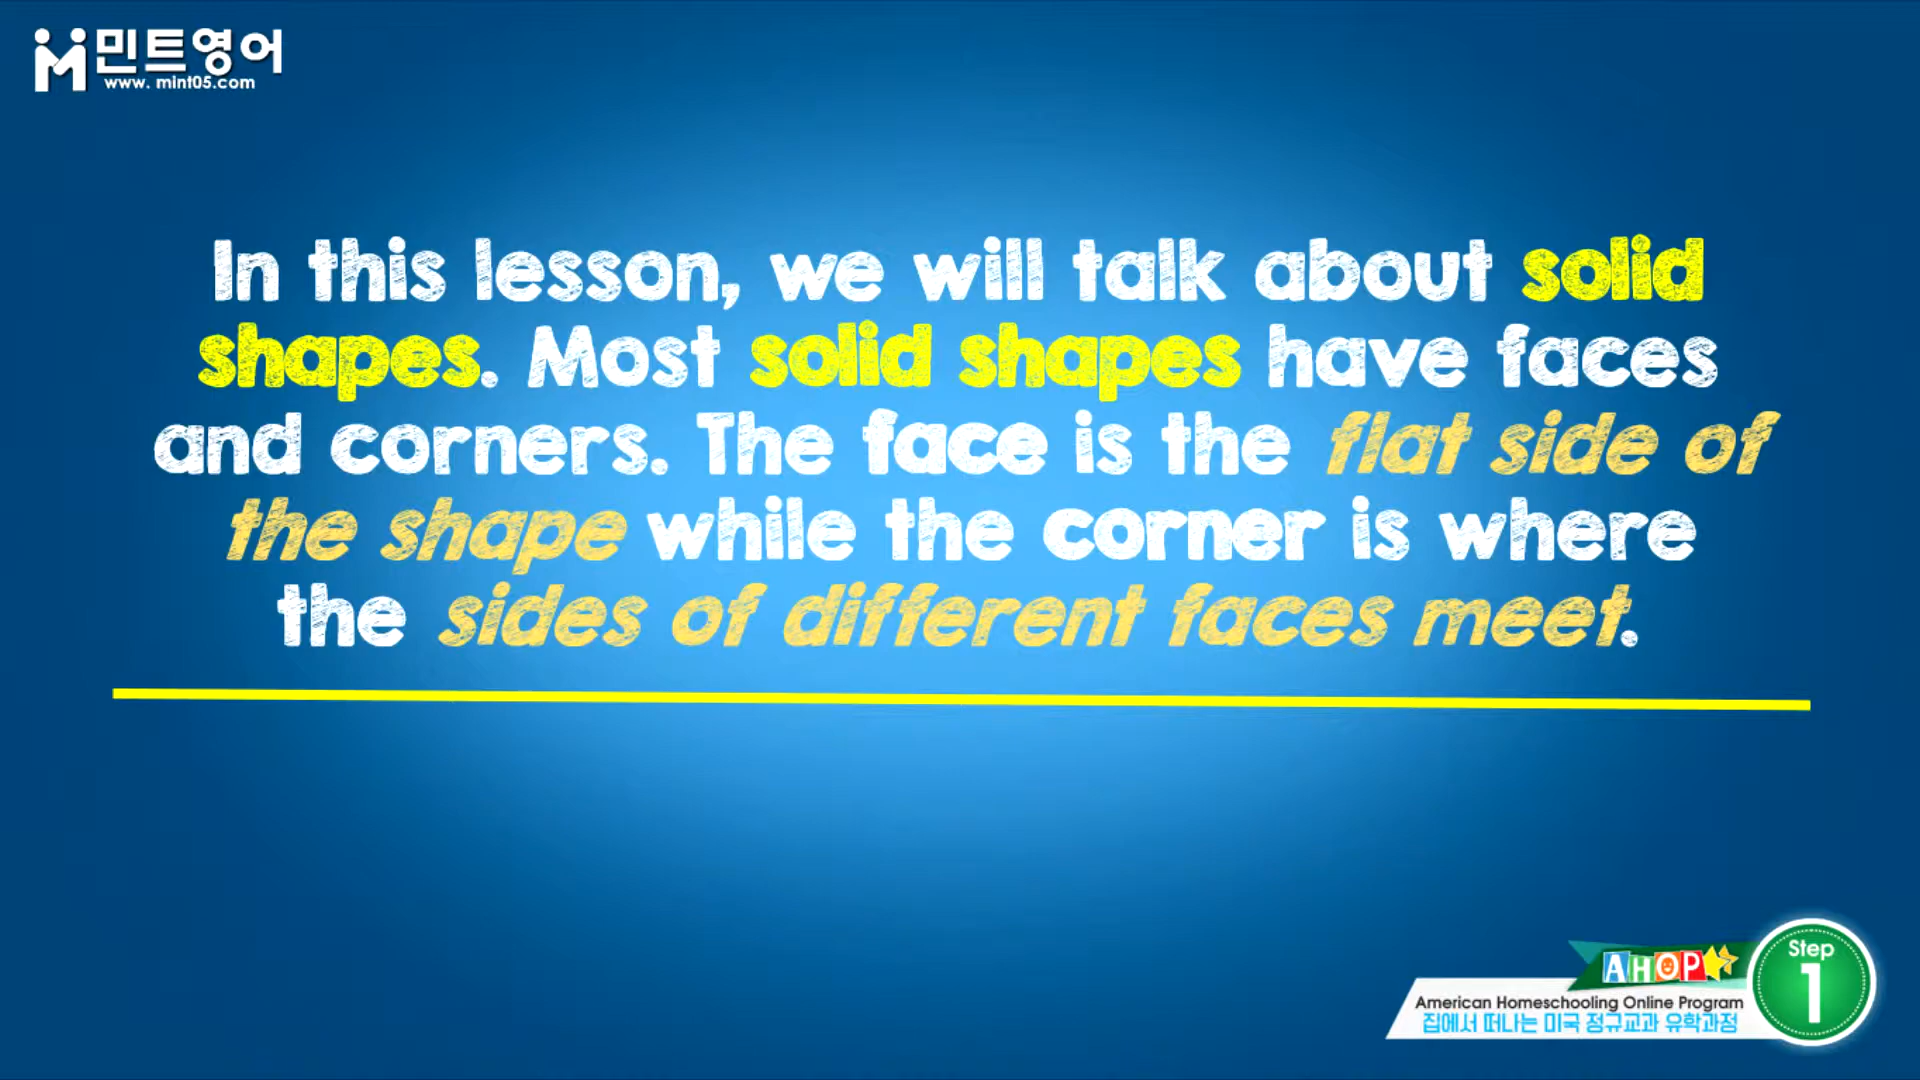 민트영어
www. mint05.com
In this lesson, we will talk about solid
shapes. Most solid shapes have faces
and corners. The face is the flat side of
the shape while the corner is where
the sides of different faces meet.
AHOP
Step
1
American Homeschooling Online Program
집에서 떠나는 미국 정규교과 유학과정